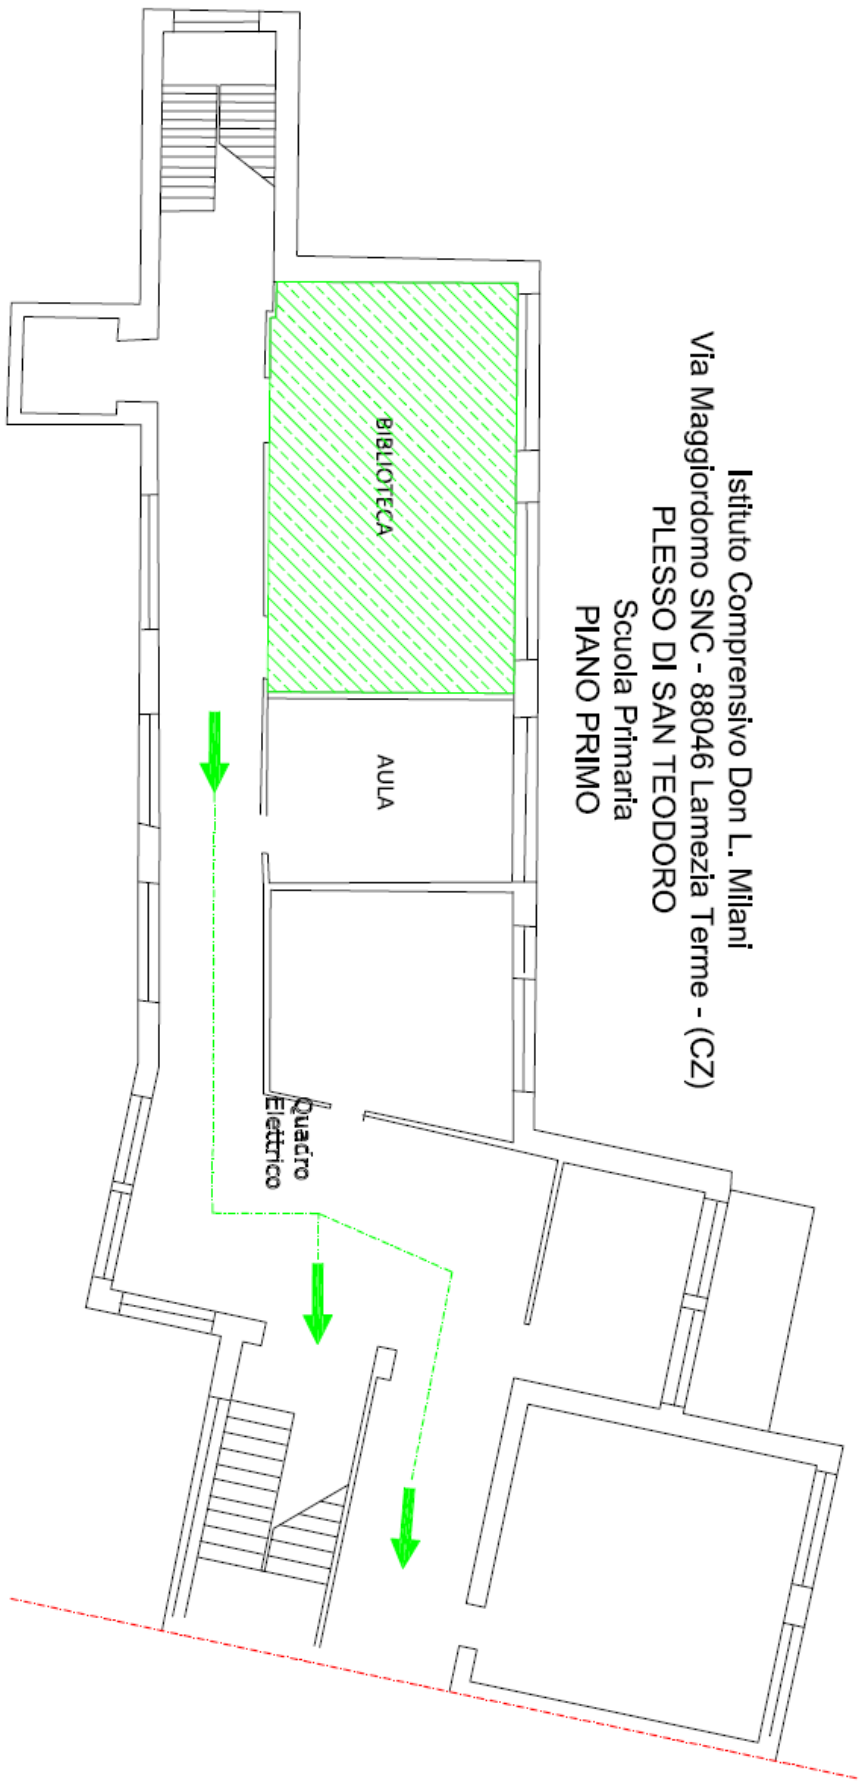 Istituto Comprensivo Don L. Milani
Via Maggiordomo SNC - 88046 Lamezia Terme - (CZ)
PLESSO DI SAN TEODORO
Scuola Primaria
PIANO PRIMO
BIBLIOTECA
AULA
Quadro
Elettrico